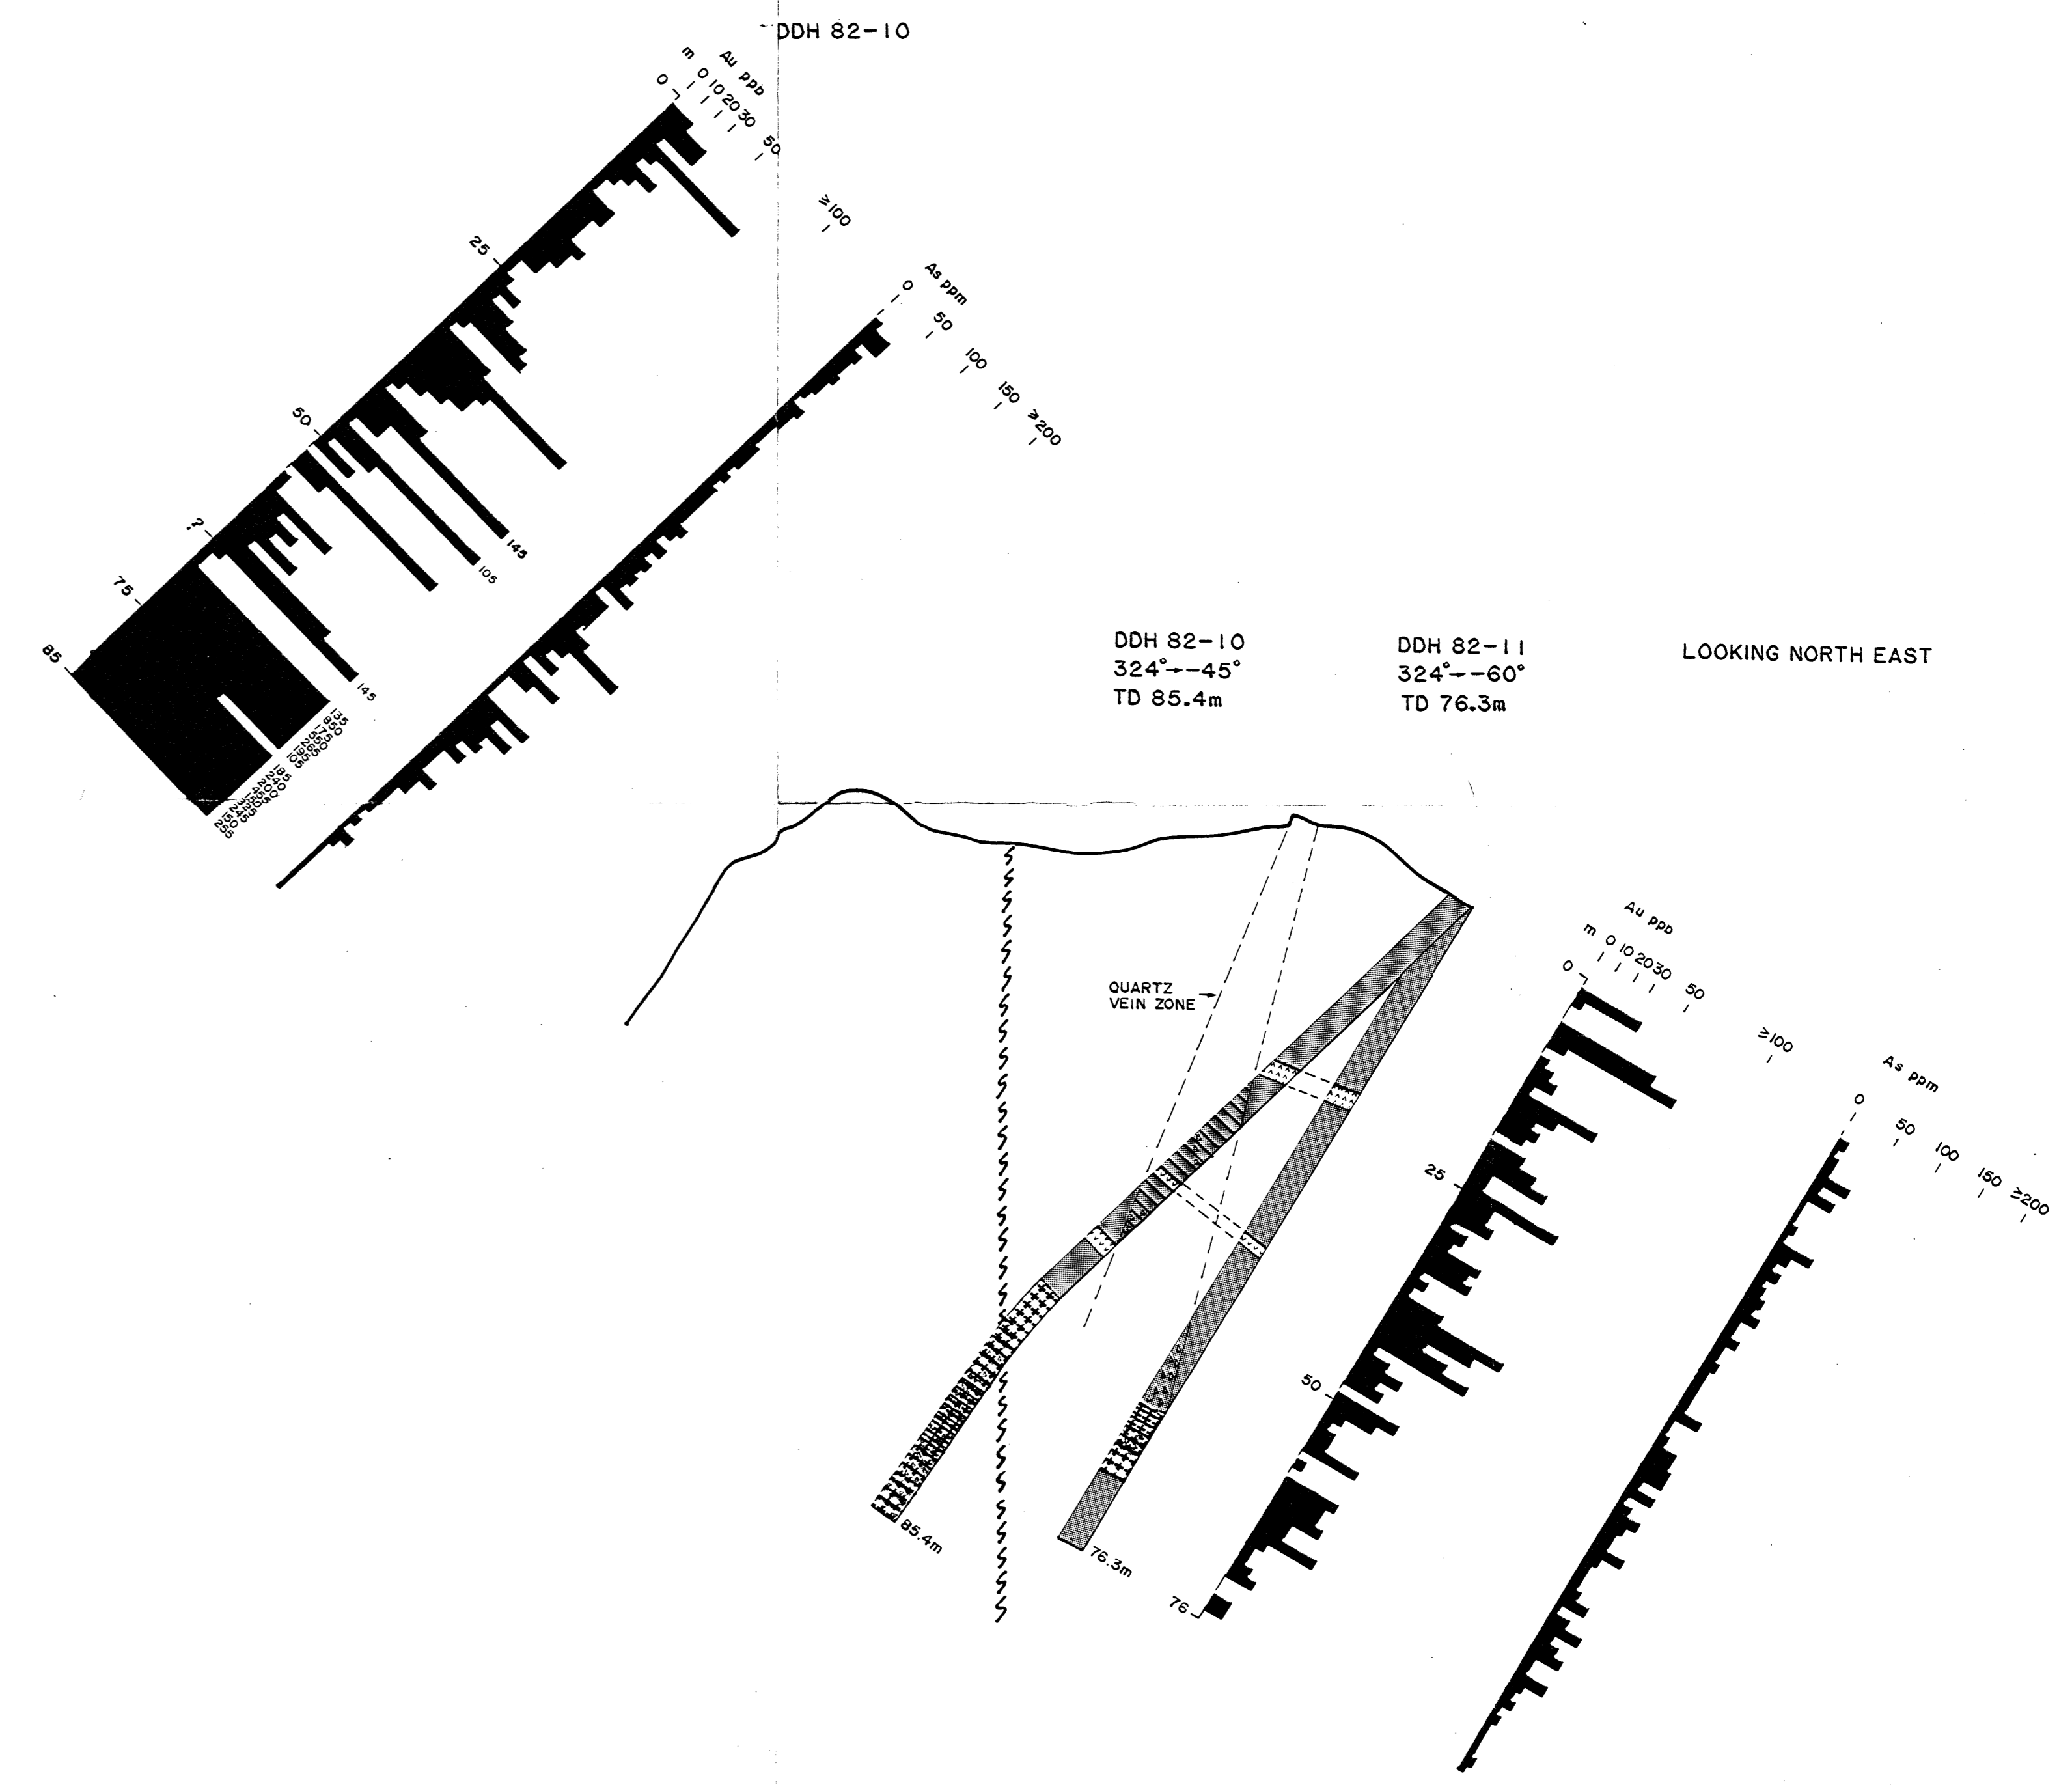 DDH 82-10
Au ppb
m 0 10 20 30 50 ≥100
0
25
50
?
75
85
145
105
145
As ppm
0 50 100 150 ≥200
DDH 82-10
324°→-45°
TD 85.4m
DDH 82-11
324°→-60°
TD 76.3m
LOOKING NORTH EAST
QUARTZ
VEIN ZONE
85.4m
76.3m
Au ppb
m 0 10 20 30 50 ≥100
0
25
50
76
As ppm
0 50 100 150 ≥200